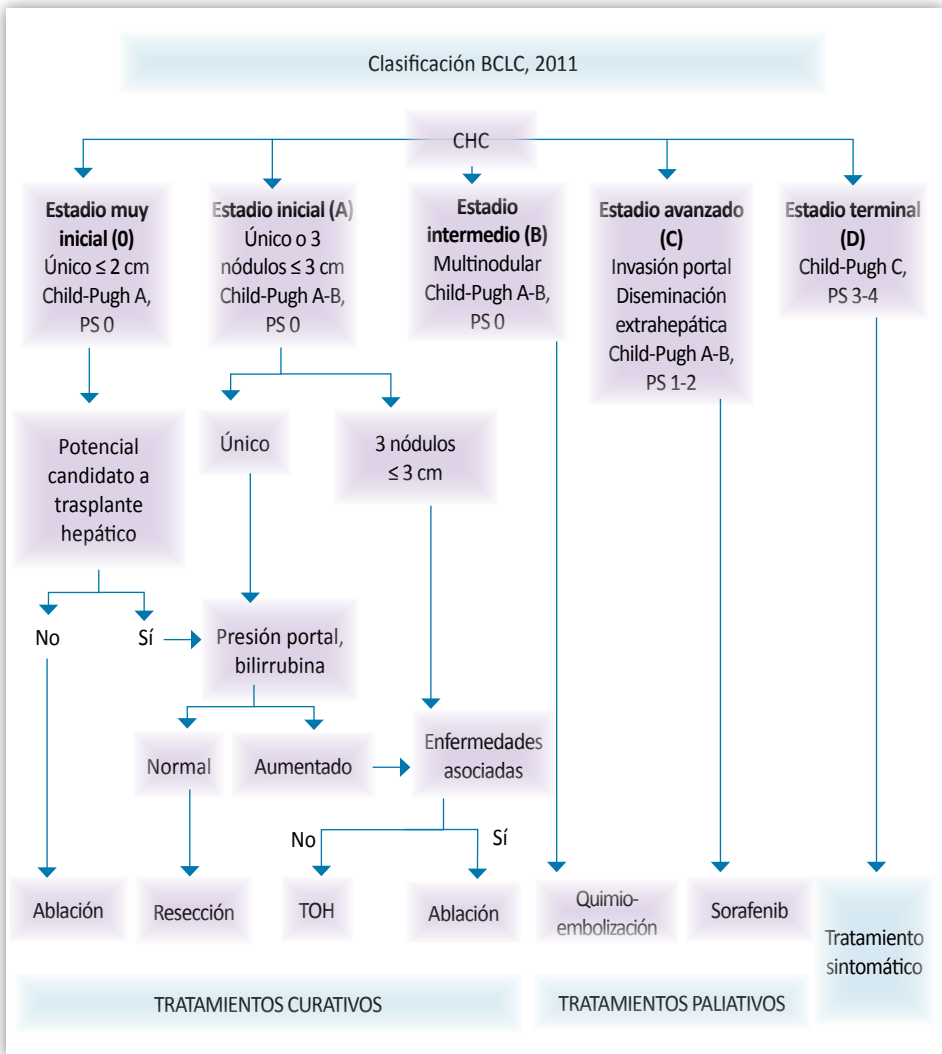 Clasificación BCLC, 2011
CHC
Estadio muy
inicial (0)
Único ≤ 2 cm
Child-Pugh A,
PS 0
Estadio inicial (A)
Único o 3
nódulos ≤ 3 cm
Child-Pugh A-B,
PS 0
Estadio
intermedio (B)
Multinodular
Child-Pugh A-B,
PS 0
Estadio avanzado
(C)
Invasión portal
Diseminación
extrahepática
Child-Pugh A-B,
PS 1-2
Estadio terminal
(D)
Child-Pugh C,
PS 3-4
Potencial
candidato a
trasplante
hepático
Único
3 nódulos
≤ 3 cm
No
Sí
Presión portal,
bilirrubina
Normal
Aumentado
Enfermedades
asociadas
No
Sí
Ablación
Resección
TOH
Ablación
Quimio-
embolización
Sorafenib
Tratamiento
sintomático
TRATAMIENTOS CURATIVOS
TRATAMIENTOS PALIATIVOS